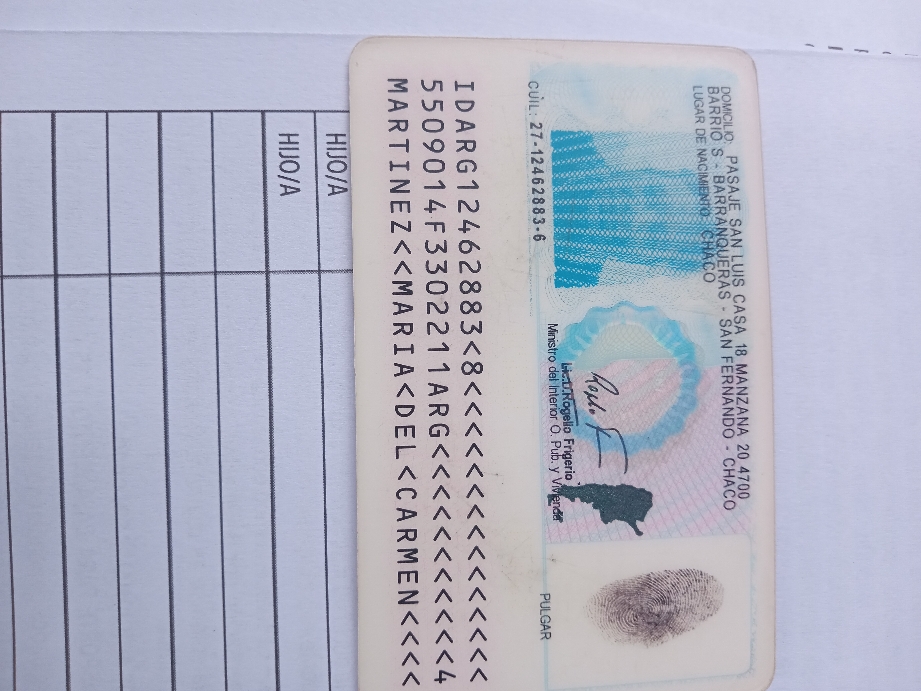 DOMICILIO: PASAJE SAN LUIS CASA 18 MANZANA 20 4700
BARRIO S - BARRANQUERAS - SAN FERNANDO - CHACO
LUGAR DE NACIMIENTO: CHACO
CUIL: 27-12462883-6
Lic. D. Rogelio Frigerio
Ministro del Interior O. Pub. y Vivienda
PULGAR
IDARG12462883<8<<<<<<<<<<<<<<<
5509014F3302211ARG<<<<<<<<<<<4
MARTINEZ<<MARIA<DEL<CARMEN<<<<
HIJO/A
HIJO/A